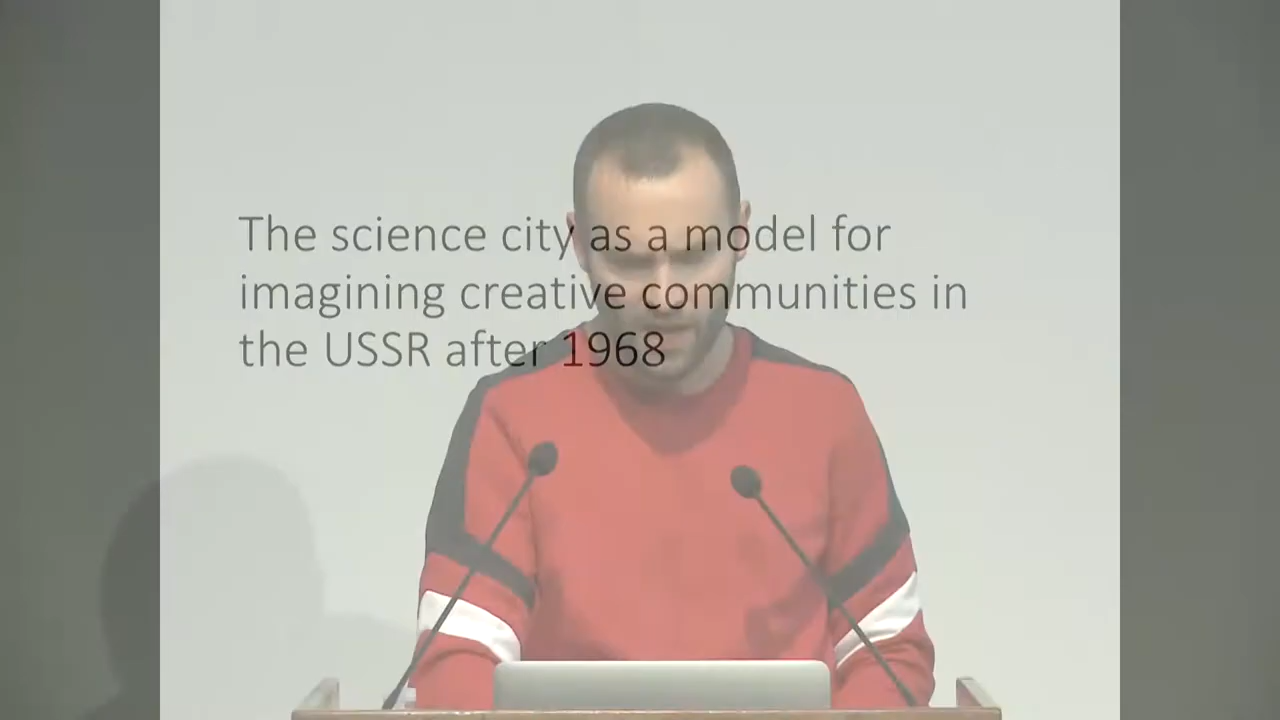 The science city as a model for
imagining creative communities in
the USSR after 1968